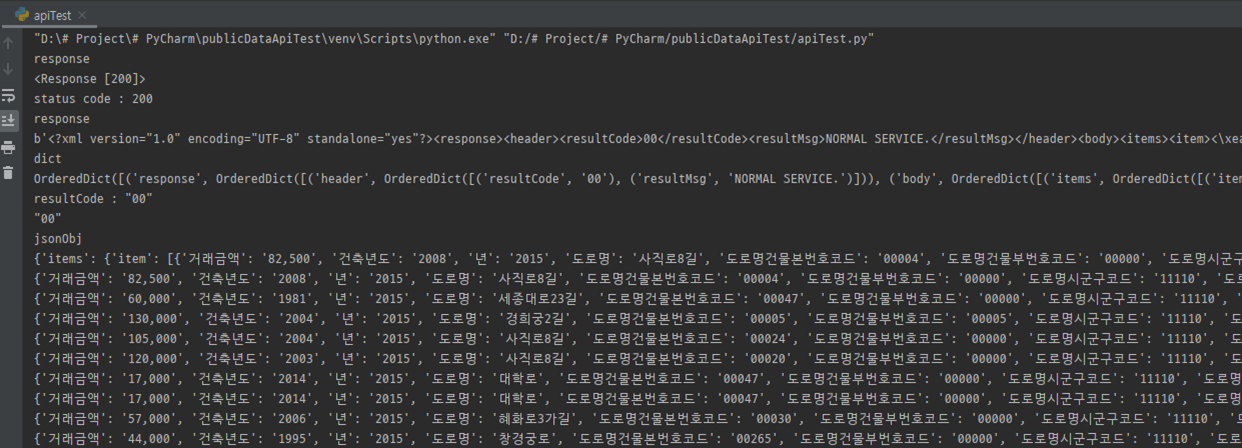 apiTest
"D:\# Project\# PyCharm\publicDataApiTest\venv\Scripts\python.exe" "D:/# Project/# PyCharm/publicDataApiTest/apiTest.py"
response
<Response [200]>
status code : 200
response
b'<?xml version="1.0" encoding="UTF-8" standalone="yes"?><response><header><resultCode>00</resultCode><resultMsg>NORMAL SERVICE.</resultMsg></header><body><items><item><\xea
dict
OrderedDict([('response', OrderedDict([('header', OrderedDict([('resultCode', '00'), ('resultMsg', 'NORMAL SERVICE.')])), ('body', OrderedDict([('items', OrderedDict([('item
resultCode : "00"
"00"
jsonObj
{'items': {'item': [{'거래금액': '82,500', '건축년도': '2008', '년': '2015', '도로명': '사직로8길', '도로명건물본번호코드': '00004', '도로명건물부번호코드': '00000', '도로명시군구
{'거래금액': '82,500', '건축년도': '2008', '년': '2015', '도로명': '사직로8길', '도로명건물본번호코드': '00004', '도로명건물부번호코드': '00000', '도로명시군구코드': '11110', '도
{'거래금액': '60,000', '건축년도': '1981', '년': '2015', '도로명': '세종대로23길', '도로명건물본번호코드': '00047', '도로명건물부번호코드': '00000', '도로명시군구코드': '11110',
{'거래금액': '130,000', '건축년도': '2004', '년': '2015', '도로명': '경희궁2길', '도로명건물본번호코드': '00005', '도로명건물부번호코드': '00005', '도로명시군구코드': '11110',
{'거래금액': '105,000', '건축년도': '2004', '년': '2015', '도로명': '사직로8길', '도로명건물본번호코드': '00024', '도로명건물부번호코드': '00000', '도로명시군구코드': '11110',
{'거래금액': '120,000', '건축년도': '2003', '년': '2015', '도로명': '사직로8길', '도로명건물본번호코드': '00020', '도로명건물부번호코드': '00000', '도로명시군구코드': '11110',
{'거래금액': '17,000', '건축년도': '2014', '년': '2015', '도로명': '대학로', '도로명건물본번호코드': '00047', '도로명건물부번호코드': '00000', '도로명시군구코드': '11110',
{'거래금액': '17,000', '건축년도': '2014', '년': '2015', '도로명': '대학로', '도로명건물본번호코드': '00047', '도로명건물부번호코드': '00000', '도로명시군구코드': '11110',
{'거래금액': '57,000', '건축년도': '2006', '년': '2015', '도로명': '혜화로3가길', '도로명건물본번호코드': '00030', '도로명건물부번호코드': '00000', '도로명시군구코드': '11110',
{'거래금액': '44,000', '건축년도': '1995', '년': '2015', '도로명': '창경궁로', '도로명건물본번호코드': '00265', '도로명건물부번호코드': '00000', '도로명시군구코드': '11110',